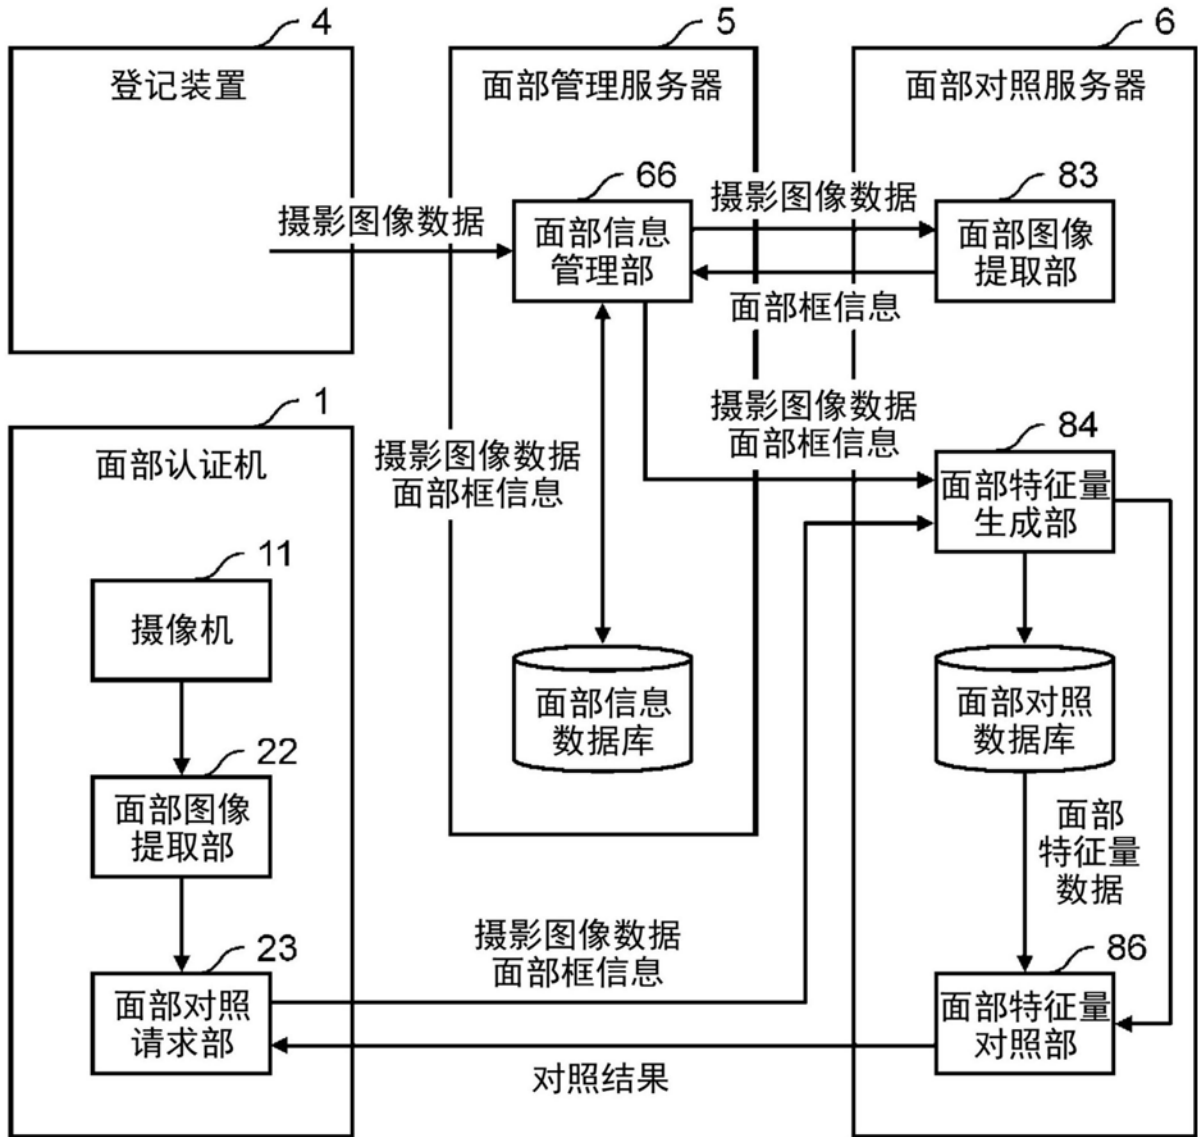 4
登记装置
5
面部管理服务器
6
面部对照服务器
66
面部信息
管理部
83
面部图像
提取部
摄影图像数据
摄影图像数据
面部框信息
1
面部认证机
摄影图像数据
面部框信息
摄影图像数据
面部框信息
84
面部特征量
生成部
11
摄像机
面部信息
数据库
面部对照
数据库
22
面部图像
提取部
面部
特征量
数据
23
面部对照
请求部
摄影图像数据
面部框信息
86
面部特征量
对照部
对照结果